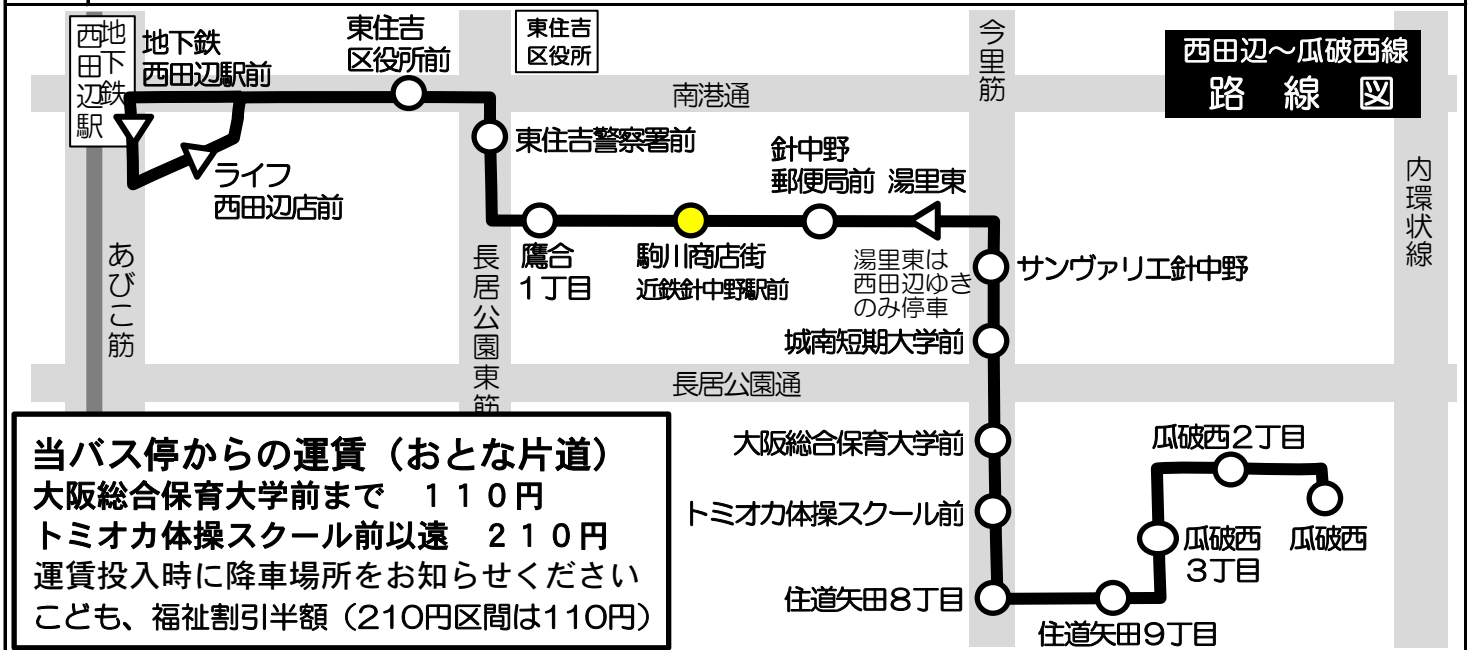 地下鉄
西田辺駅
地下鉄
西田辺駅前
東住吉
区役所前
東住吉
区役所
今里筋
西田辺～瓜破西線
路線図
南港通
東住吉警察署前
針中野
郵便局前
湯里東
ライフ
西田辺店前
内環状線
あびこ筋
長居公園東筋
鷹合
1丁目
駒川商店街
近鉄針中野駅前
湯里東は
西田辺ゆき
のみ停車
サンヴァリエ針中野
城南短期大学前
長居公園通
当バス停からの運賃（おとな片道）
大阪総合保育大学前まで　１１０円
トミオカ体操スクール前以遠　２１０円
運賃投入時に降車場所をお知らせください
こども、福祉割引半額（210円区間は110円）
大阪総合保育大学前
瓜破西2丁目
トミオカ体操スクール前
瓜破西
3丁目
瓜破西
住道矢田8丁目
住道矢田9丁目